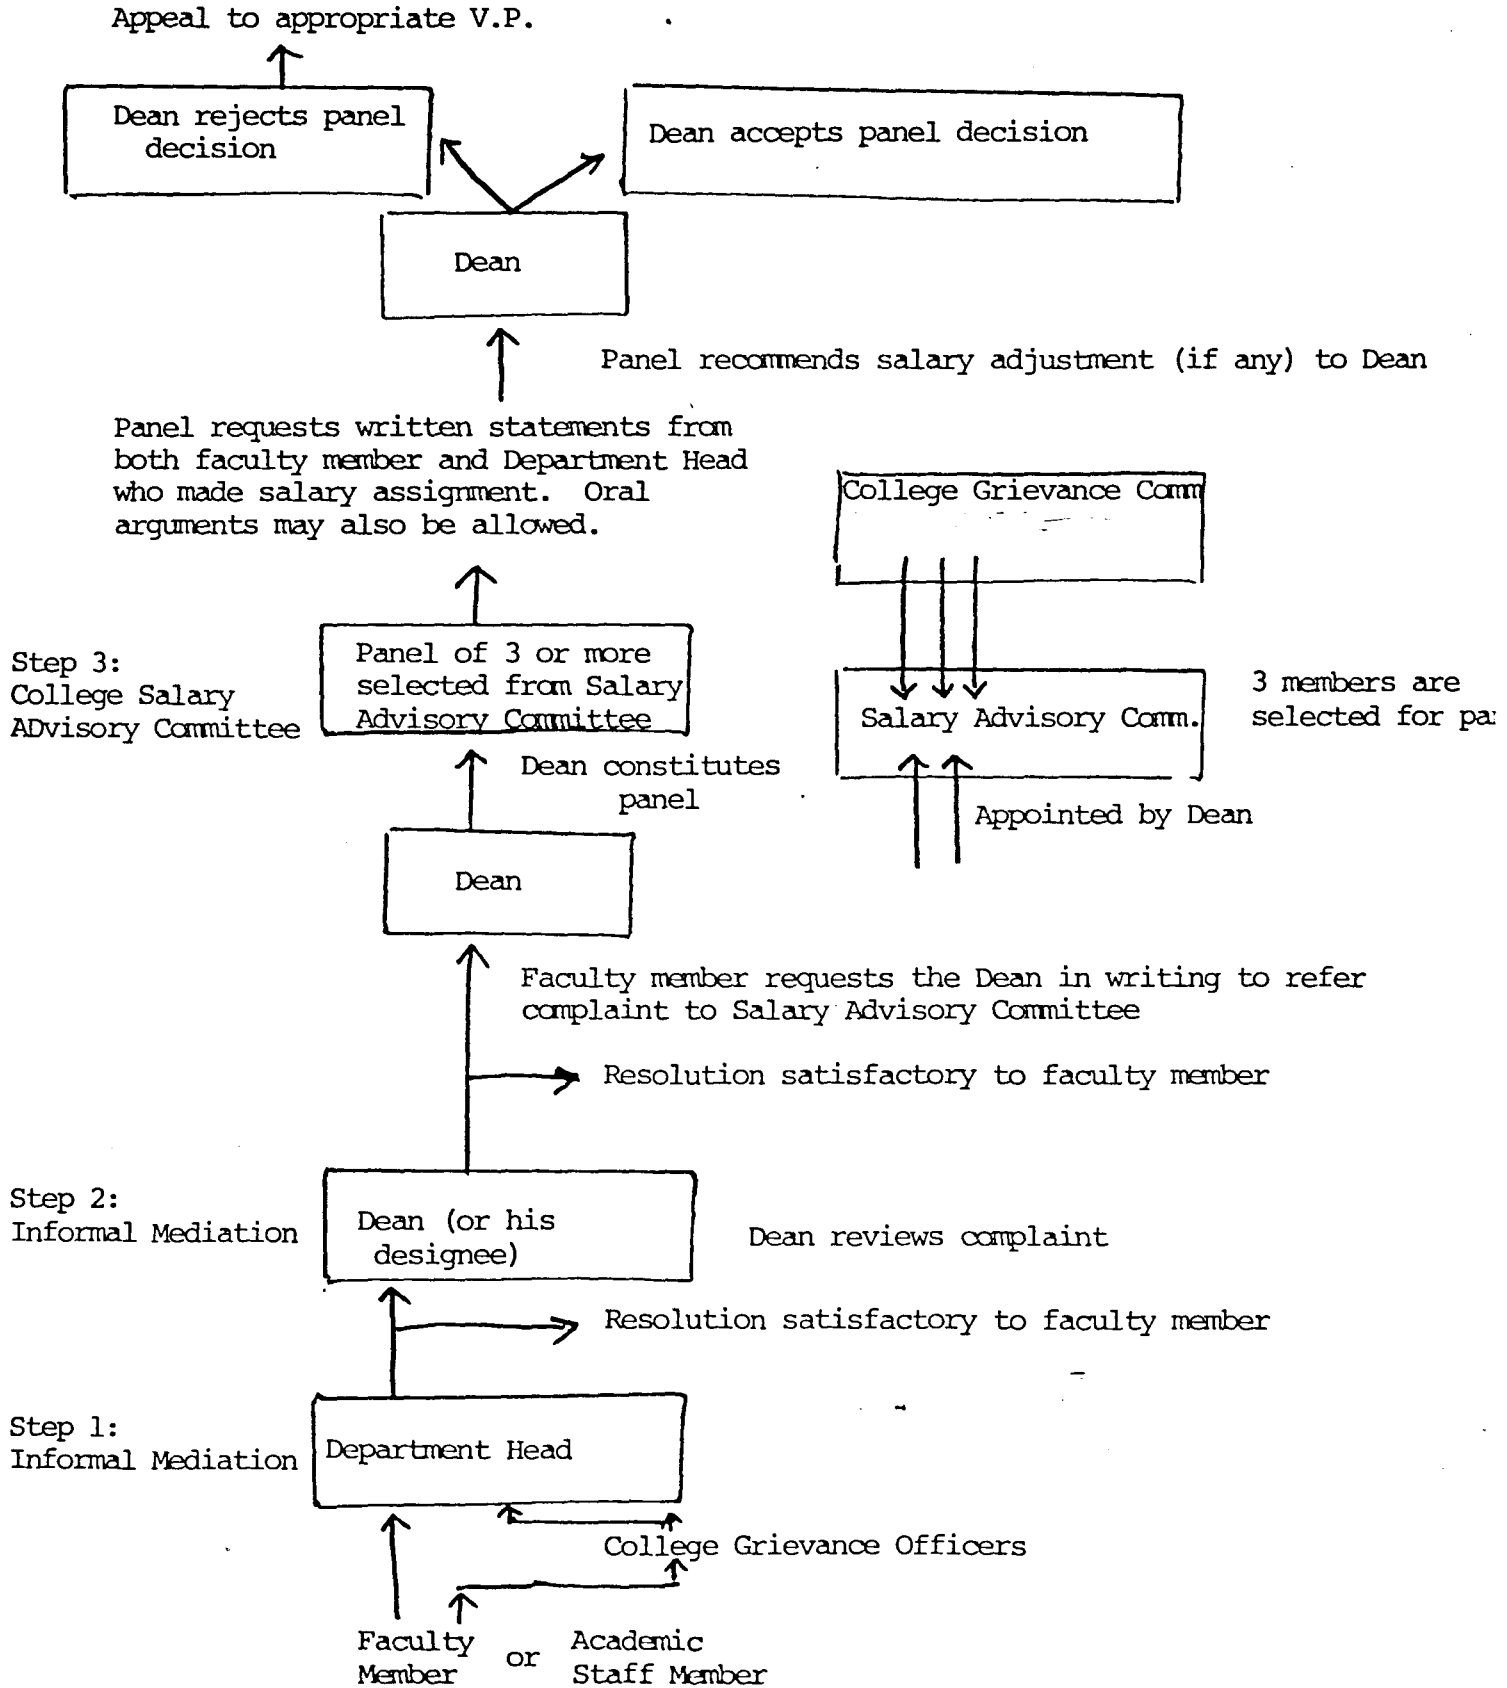 Appeal to appropriate V.P.
Dean rejects panel
decision
Dean accepts panel decision
Dean
Panel recommends salary adjustment (if any) to Dean
Panel requests written statements from
both faculty member and Department Head
who made salary assignment. Oral
arguments may also be allowed.
College Grievance Comm
Step 3:
College Salary
ADvisory Committee
Panel of 3 or more
selected from Salary
Advisory Committee
Salary Advisory Comm.
3 members are
selected for
Dean constitutes
panel
Appointed by Dean
Dean
Faculty member requests the Dean in writing to refer
complaint to Salary Advisory Committee
Resolution satisfactory to faculty member
Step 2:
Informal Mediation
Dean (or his
designee)
Dean reviews complaint
Resolution satisfactory to faculty member
Step 1:
Informal Mediation
Department Head
College Grievance Officers
Faculty
Member
or
Academic
Staff Member